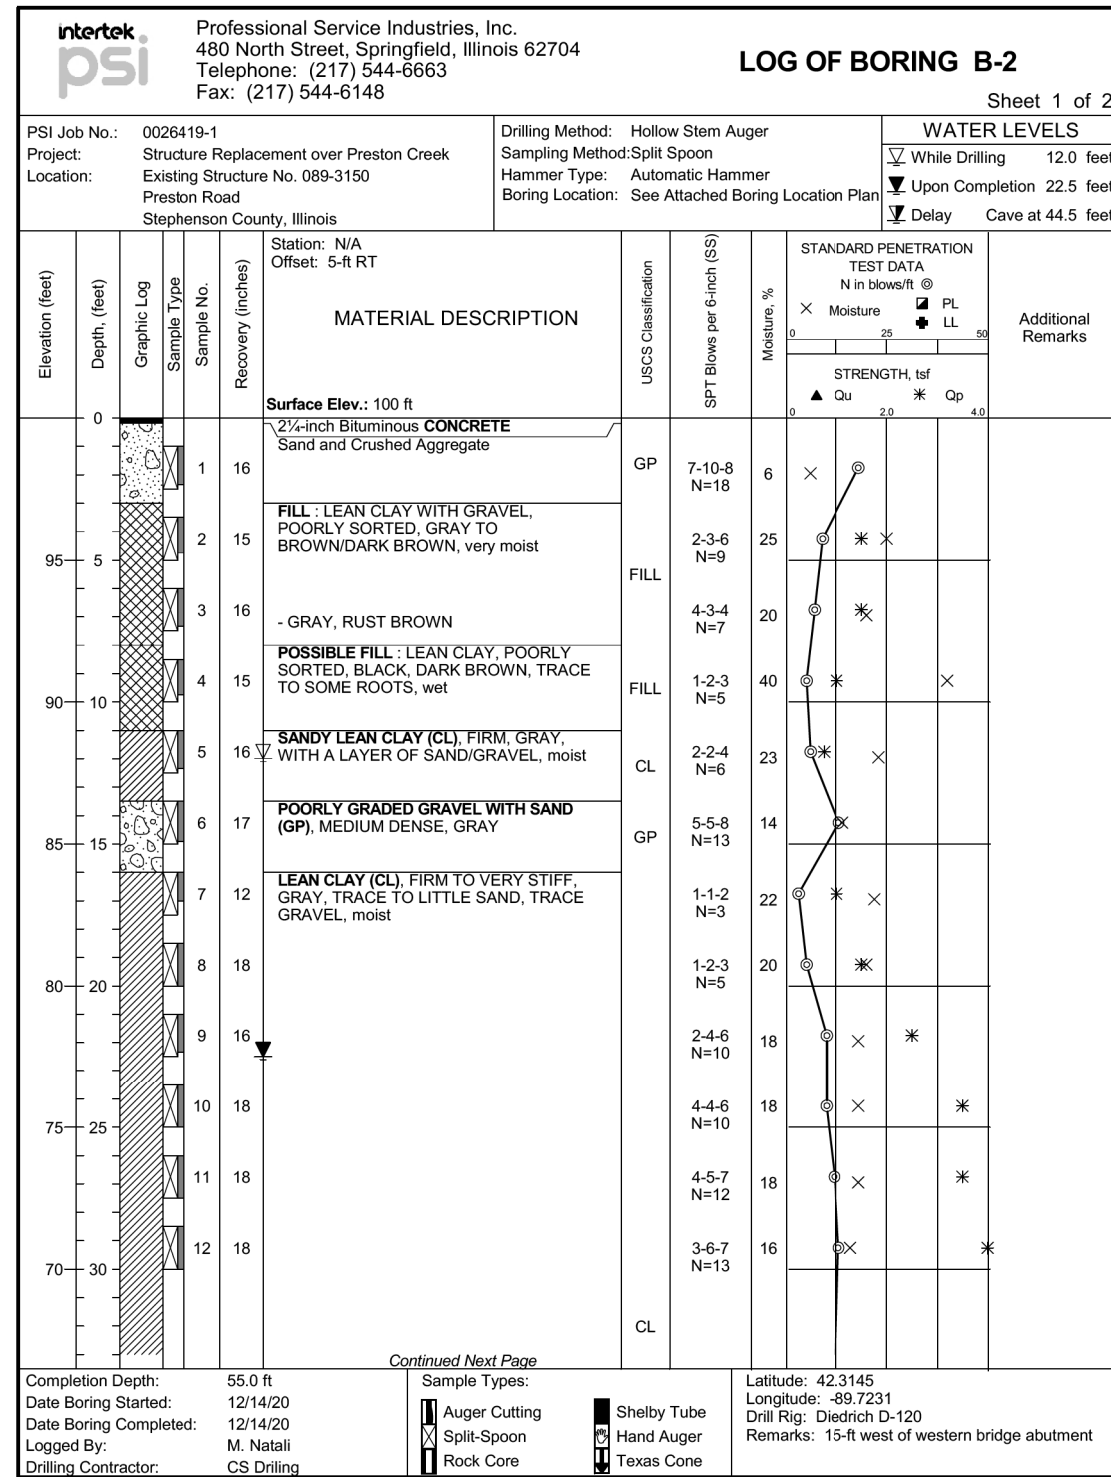 intertek
psi
Professional Service Industries, Inc.
480 North Street, Springfield, Illinois 62704
Telephone: (217) 544-6663
Fax: (217) 544-6148
LOG OF BORING B-2
Sheet 1 of 2
PSI Job No.: 0026419-1
Project: Structure Replacement over Preston Creek
Location: Existing Structure No. 089-3150
Preston Road
Stephenson County, Illinois
Drilling Method: Hollow Stem Auger
Sampling Method:Split Spoon
Hammer Type: Automatic Hammer
Boring Location: See Attached Boring Location Plan
WATER LEVELS
While Drilling 12.0 feet
Upon Completion 22.5 feet
Delay Cave at 44.5 feet
Elevation (feet)
Depth, (feet)
Graphic Log
Sample Type
Sample No.
Recovery (inches)
Station: N/A
Offset: 5-ft RT
MATERIAL DESCRIPTION
Surface Elev.: 100 ft
USCS Classification
SPT Blows per 6-inch (SS)
Moisture, %
STANDARD PENETRATION
TEST DATA
N in blows/ft
Moisture
PL
LL
0 25 50
STRENGTH, tsf
Qu Qp
0 2.0 4.0
Additional
Remarks
0
2¼-inch Bituminous CONCRETE
Sand and Crushed Aggregate
1 16 GP 7-10-8 6
N=18
FILL : LEAN CLAY WITH GRAVEL,
POORLY SORTED, GRAY TO
BROWN/DARK BROWN, very moist
2 15 2-3-6 25
N=9
95 5
FILL
3 16 4-3-4 20
N=7
- GRAY, RUST BROWN
POSSIBLE FILL : LEAN CLAY, POORLY
SORTED, BLACK, DARK BROWN, TRACE
TO SOME ROOTS, wet
4 15 FILL 1-2-3 40
N=5
90 10
SANDY LEAN CLAY (CL), FIRM, GRAY,
WITH A LAYER OF SAND/GRAVEL, moist
5 16 CL 2-2-4 23
N=6
POORLY GRADED GRAVEL WITH SAND
(GP), MEDIUM DENSE, GRAY
6 17 GP 5-5-8 14
N=13
85 15
LEAN CLAY (CL), FIRM TO VERY STIFF,
GRAY, TRACE TO LITTLE SAND, TRACE
GRAVEL, moist
7 12 1-1-2 22
N=3
8 18 1-2-3 20
N=5
80 20
9 16 2-4-6 18
N=10
10 18 4-4-6 18
N=10
75 25
11 18 4-5-7 18
N=12
12 18 3-6-7 16
N=13
70 30
CL
Continued Next Page
Completion Depth: 55.0 ft
Date Boring Started: 12/14/20
Date Boring Completed: 12/14/20
Logged By: M. Natali
Drilling Contractor: CS Driling
Sample Types:
Auger Cutting
Split-Spoon
Rock Core
Shelby Tube
Hand Auger
Texas Cone
Latitude: 42.3145
Longitude: -89.7231
Drill Rig: Diedrich D-120
Remarks: 15-ft west of western bridge abutment